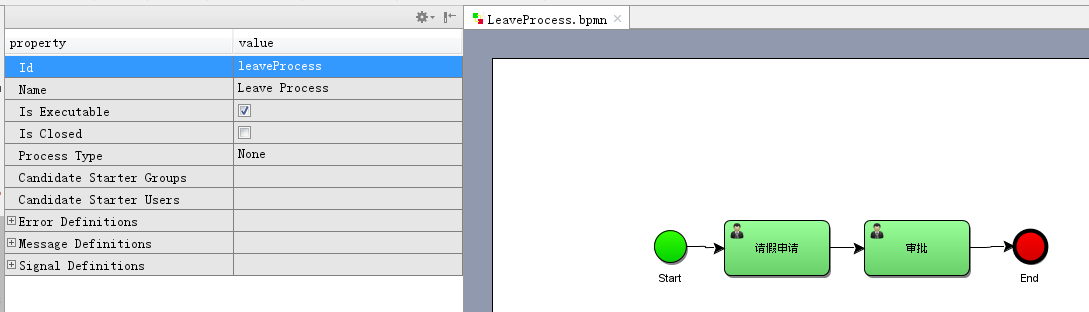 property value
Id leaveProcess
Name Leave Process
Is Executable
Is Closed
Process Type None
Candidate Starter Groups
Candidate Starter Users
Error Definitions
Message Definitions
Signal Definitions
LeaveProcess.bpmn
请假申请 审批
Start End